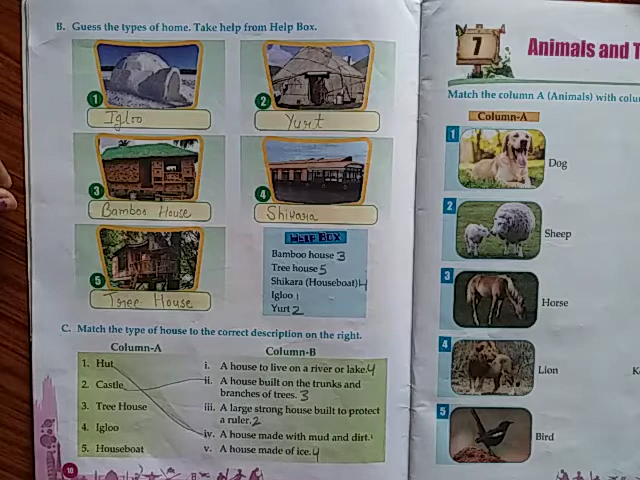 B. Guess the types of home. Take help from Help Box.
1
Igloo
2
Yurt
3
Bamboo House
4
Shivara
5
Tree House
HELP BOX
Bamboo house 3
Tree house 5
Shikara (Houseboat) 4
Igloo 1
Yurt 2
C. Match the type of house to the correct description on the right.
Column-A
Column-B
1. Hut
2. Castle
3. Tree House
4. Igloo
5. Houseboat
i. A house to live on a river or lake. 4
ii. A house built on the trunks and
branches of trees. 3
iii. A large strong house built to protect
a ruler. 2
iv. A house made with mud and dirt. 1
v. A house made of ice. 4
10
7
Animals and T
Match the column A (Animals) with colu
Column-A
1
Dog
2
Sheep
3
Horse
4
Lion
K
5
Bird